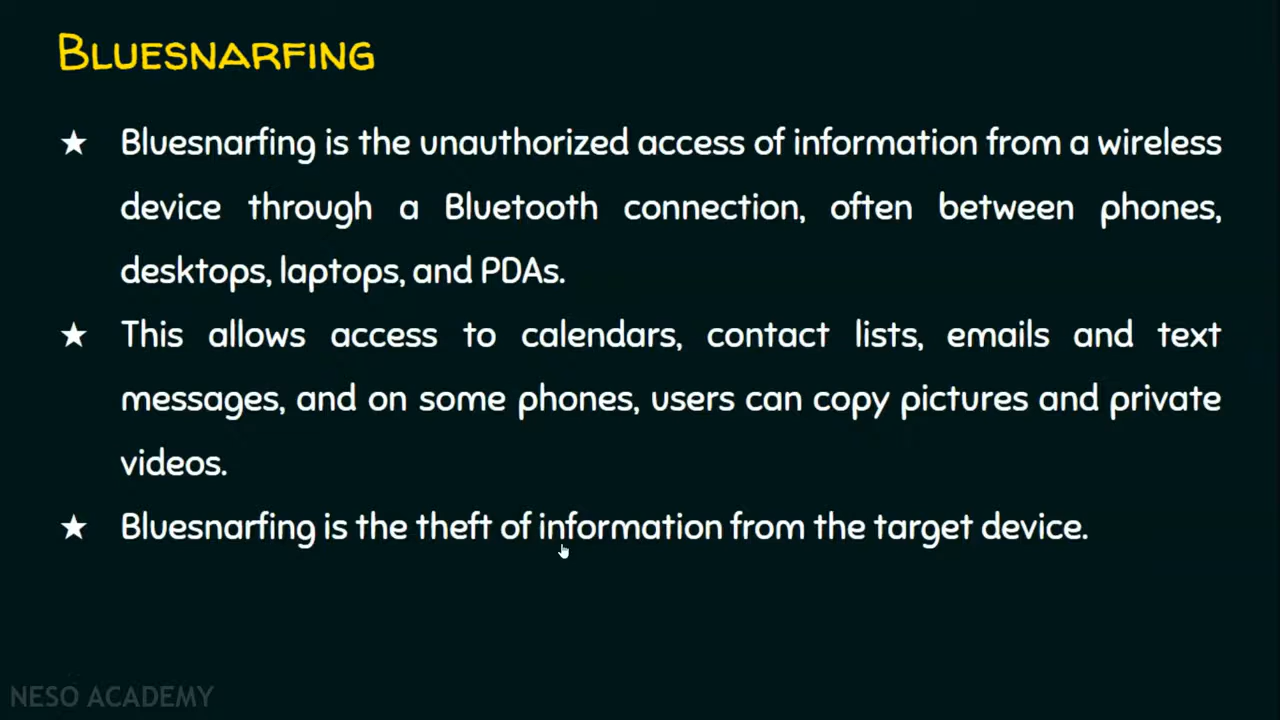 BLUESNARFING
★ Bluesnarfing is the unauthorized access of information from a wireless
device through a Bluetooth connection, often between phones,
desktops, laptops, and PDAs.
★ This allows access to calendars, contact lists, emails and text
messages, and on some phones, users can copy pictures and private
videos.
★ Bluesnarfing is the theft of information from the target device.
NESO ACADEMY